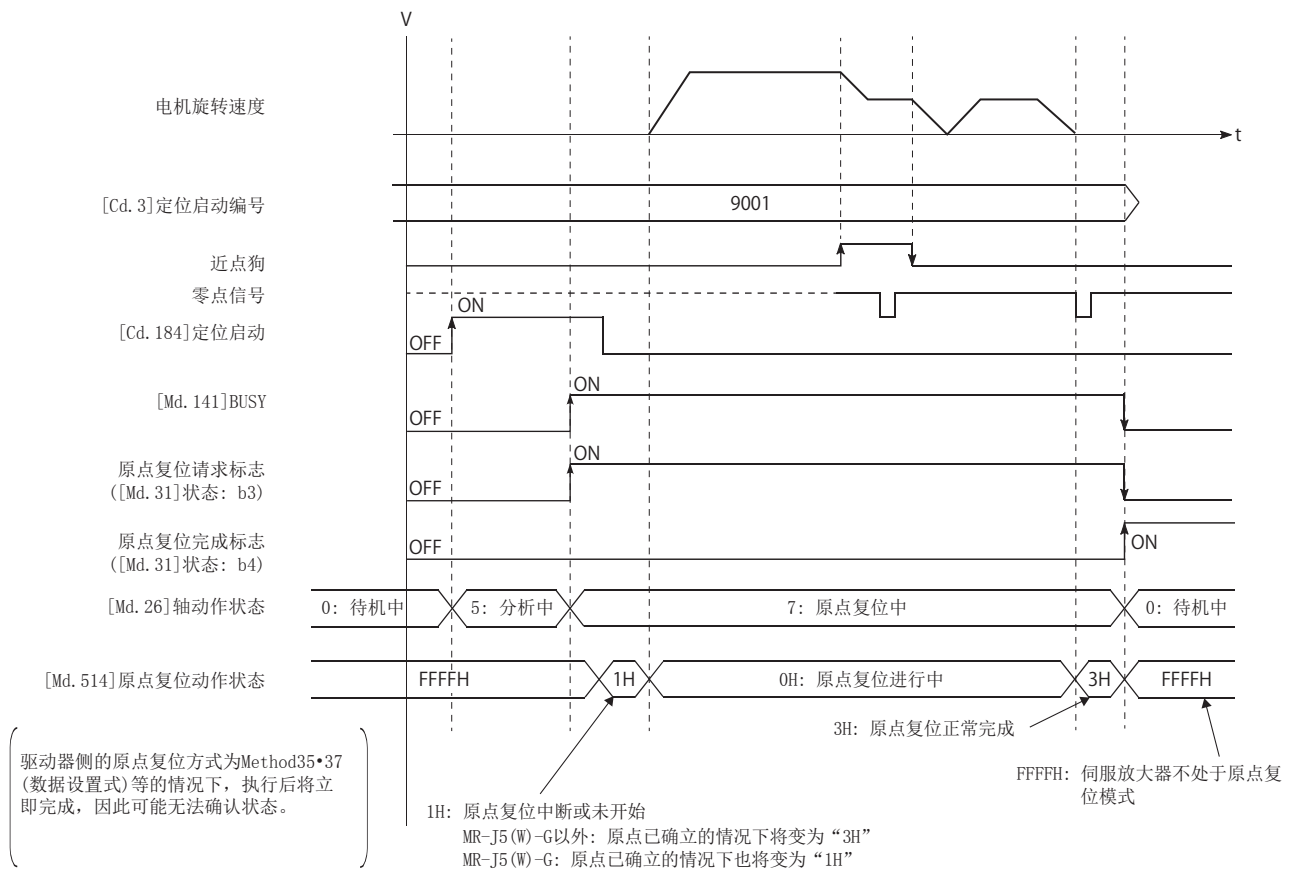 V
电机旋转速度
t
[Cd.3]定位启动编号
9001
近点狗
零点信号
ON
[Cd.184]定位启动
OFF
ON
[Md.141]BUSY
OFF
ON
原点复位请求标志
([Md.31]状态: b3)
OFF
原点复位完成标志
([Md.31]状态: b4)
OFF
ON
[Md.26]轴动作状态
0: 待机中
5: 分析中
7: 原点复位中
0: 待机中
[Md.514]原点复位动作状态
FFFFH
1H
0H: 原点复位进行中
3H
FFFFH
3H: 原点复位正常完成
驱动器侧的原点复位方式为Method35•37
(数据设置式)等的情况下，执行后将立
即完成，因此可能无法确认状态。
FFFFH: 伺服放大器不处于原点复
位模式
1H: 原点复位中断或未开始
MR-J5(W)-G以外: 原点已确立的情况下将变为“3H”
MR-J5(W)-G: 原点已确立的情况下也将变为“1H”